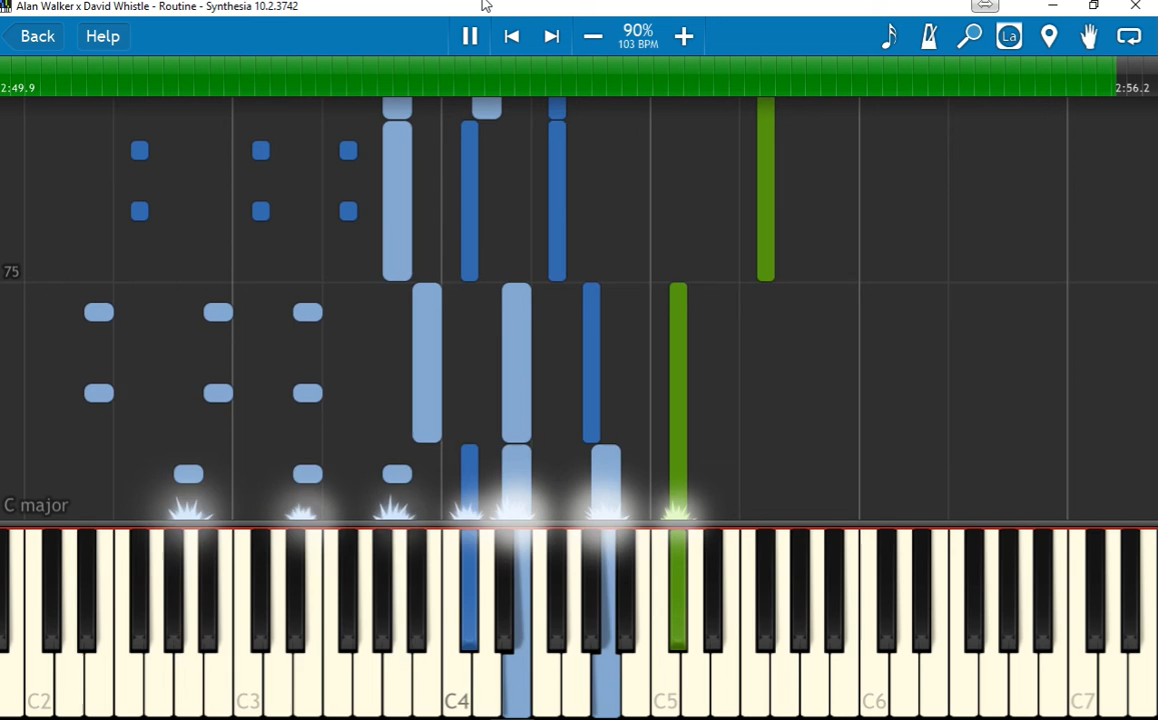 Alan Walker x David Whistle - Routine - Synthesia 10.2.3742
Back
Help
90%
103 BPM
La
2:49.9
2:56.2
75
C major
C2
C3
C4
C5
C6
C7